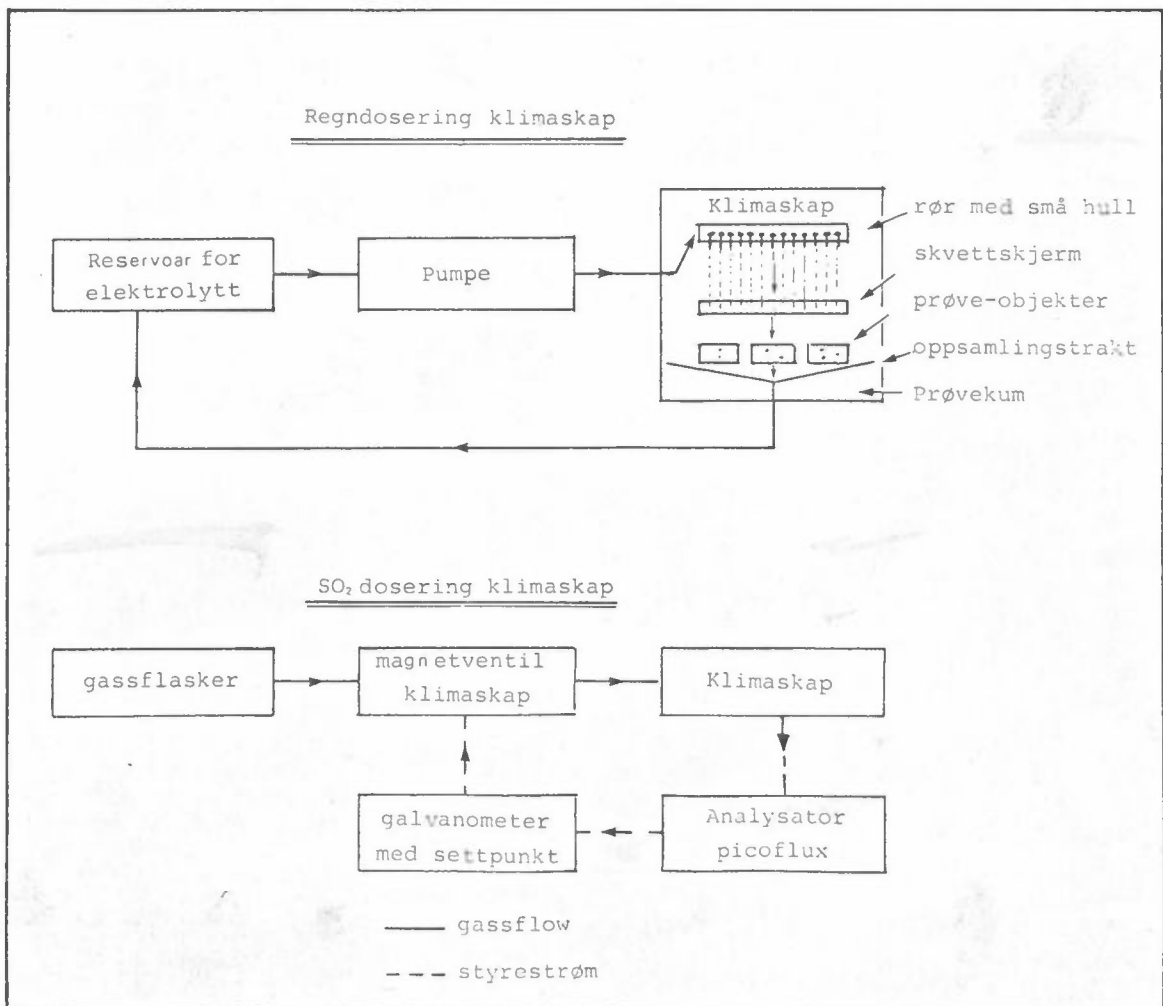 Regndosering klimaskap
Klimaskap
rør med små hull
skvettskjerm
prøve-objekter
oppsamlingstrakt
Prøvekum
Reservoar for
elektrolytt
Pumpe
SO₂ dosering klimaskap
gassflasker
magnetventil
klimaskap
Klimaskap
galvanometer
med settpunkt
Analysator
picoflux
gassflow
styrestrøm